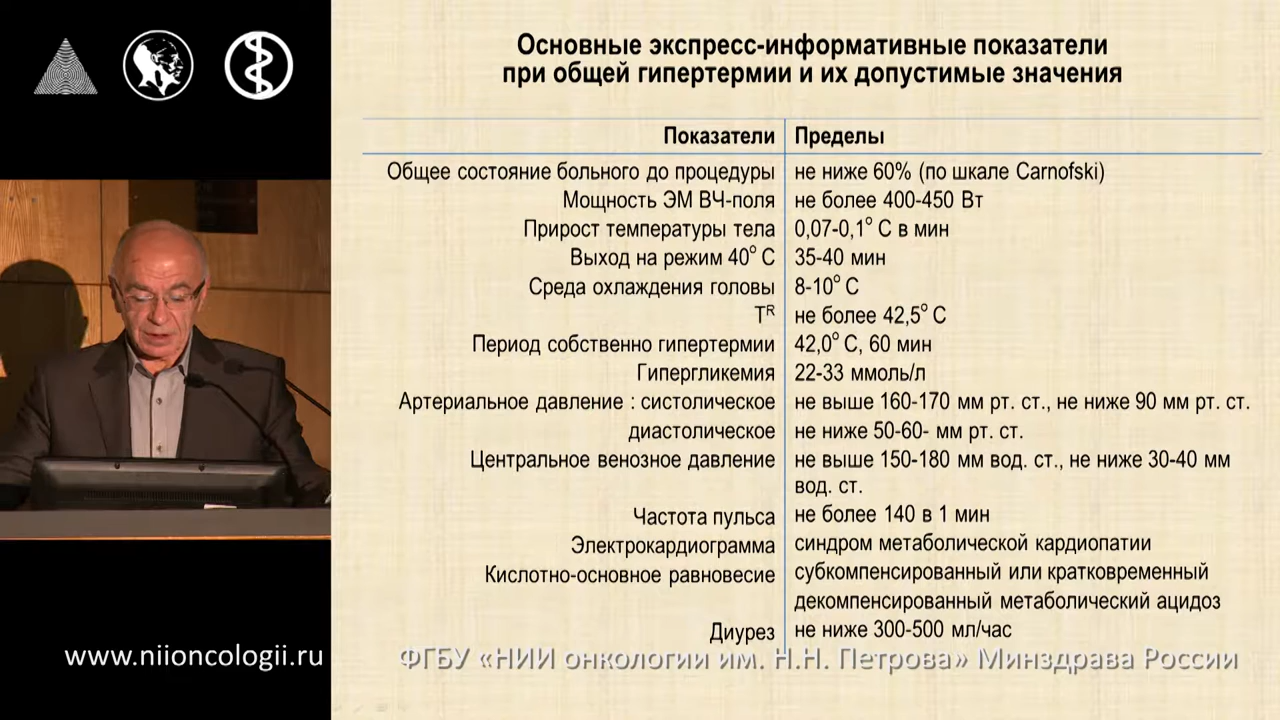 Основные экспресс-информативные показатели
при общей гипертермии и их допустимые значения
Показатели Пределы
Общее состояние больного до процедуры не ниже 60% (по шкале Carnofski)
Мощность ЭМ ВЧ-поля не более 400-450 Вт
Прирост температуры тела 0,07-0,1° С в мин
Выход на режим 40° С 35-40 мин
Среда охлаждения головы 8-10° С
Tᴿ не более 42,5° С
Период собственно гипертермии 42,0° С, 60 мин
Гипергликемия 22-33 ммоль/л
Артериальное давление : систолическое не выше 160-170 мм рт. ст., не ниже 90 мм рт. ст.
диастолическое не ниже 50-60- мм рт. ст.
Центральное венозное давление не выше 150-180 мм вод. ст., не ниже 30-40 мм
вод. ст.
Частота пульса не более 140 в 1 мин
Электрокардиограмма синдром метаболической кардиопатии
Кислотно-основное равновесие субкомпенсированный или кратковременный
декомпенсированный метаболический ацидоз
Диурез не ниже 300-500 мл/час
www.niioncologii.ru ФГБУ «НИИ онкологии им. Н.Н. Петрова» Минздрава России